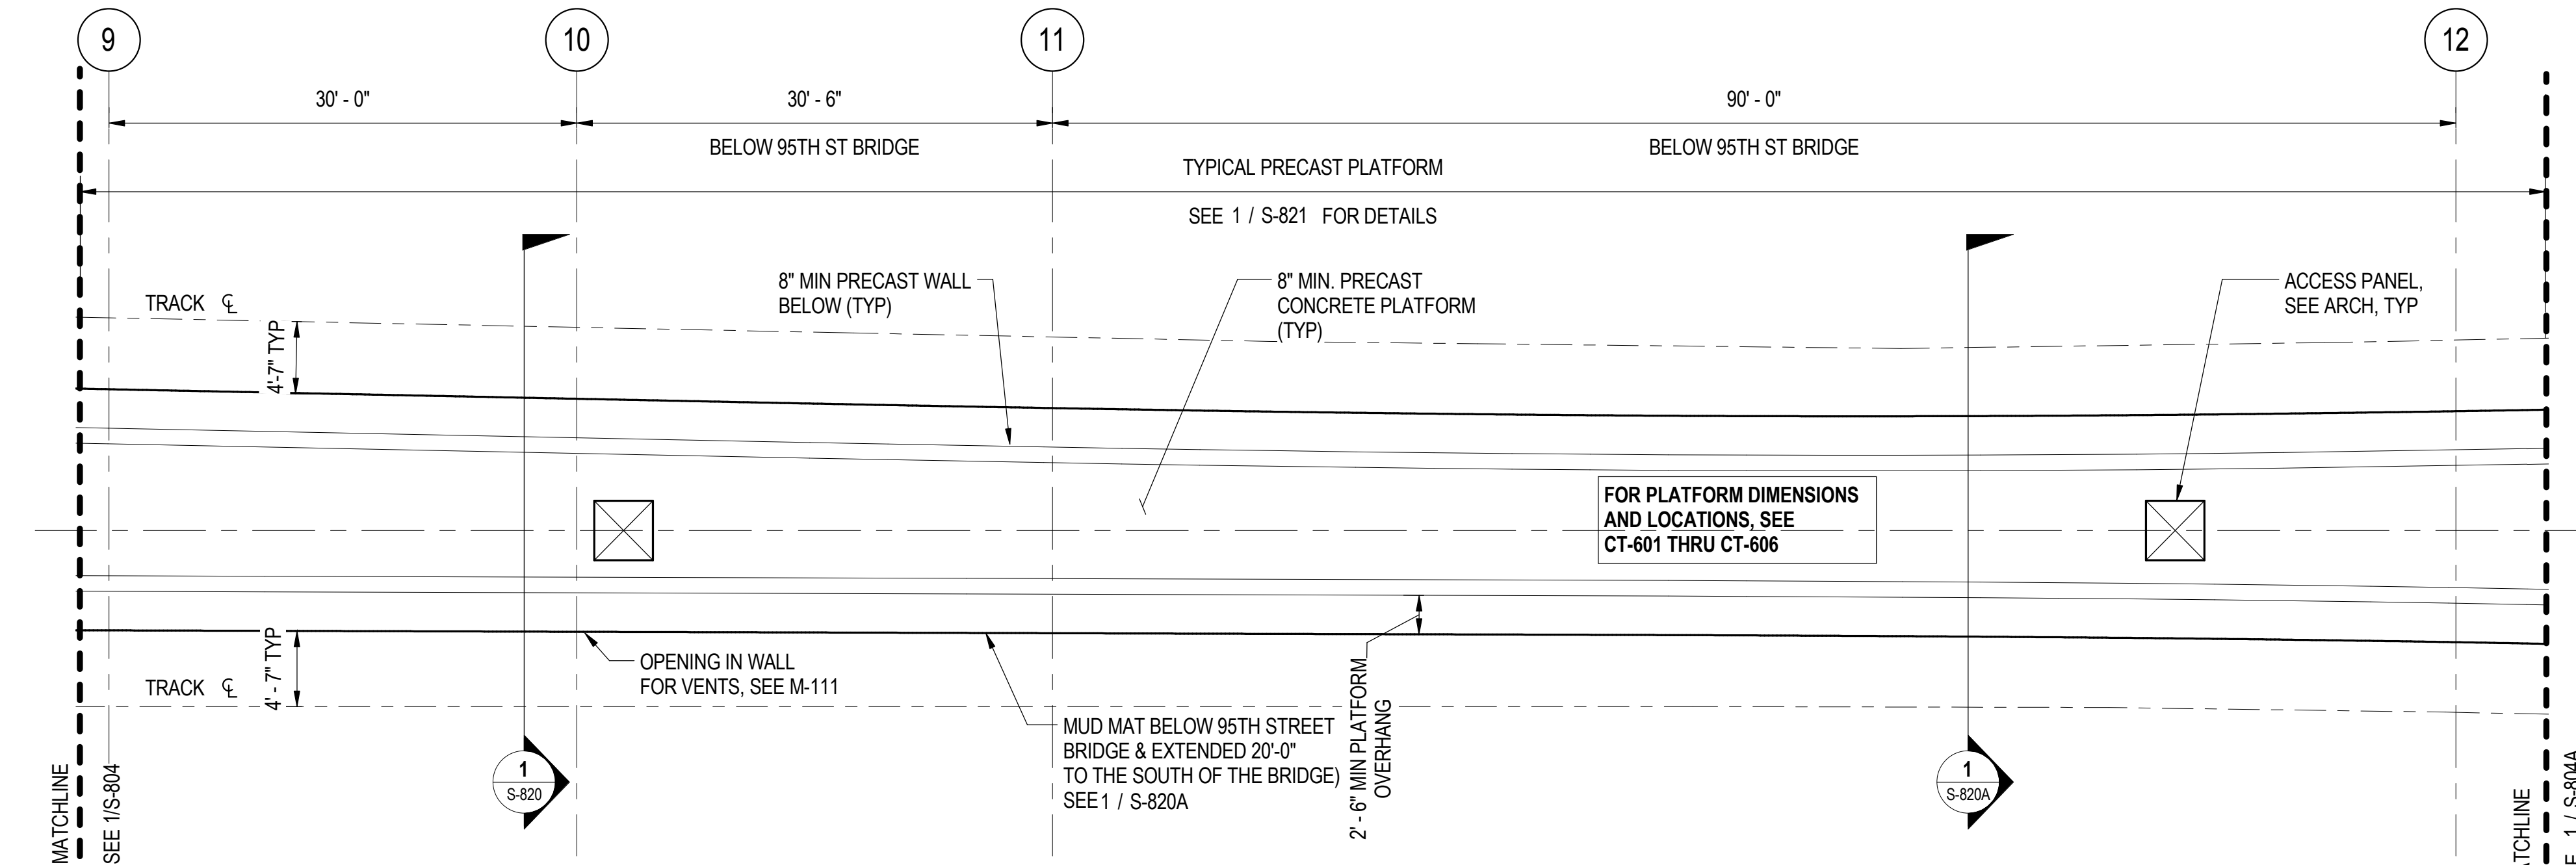 9
10
11
12
30' - 0"
30' - 6"
90' - 0"
BELOW 95TH ST BRIDGE
BELOW 95TH ST BRIDGE
TYPICAL PRECAST PLATFORM
SEE 1 / S-821 FOR DETAILS
TRACK ℄
4'-7" TYP
8" MIN PRECAST WALL
BELOW (TYP)
8" MIN. PRECAST
CONCRETE PLATFORM
(TYP)
ACCESS PANEL,
SEE ARCH, TYP
FOR PLATFORM DIMENSIONS
AND LOCATIONS, SEE
CT-601 THRU CT-606
TRACK ℄
4' - 7" TYP
OPENING IN WALL
FOR VENTS, SEE M-111
MUD MAT BELOW 95TH STREET
BRIDGE & EXTENDED 20'-0"
TO THE SOUTH OF THE BRIDGE)
SEE 1 / S-820A
2' - 6" MIN PLATFORM
OVERHANG
1
S-820
1
S-820A
MATCHLINE
SEE 1/S-804
TCHLINE
1 / S-804A